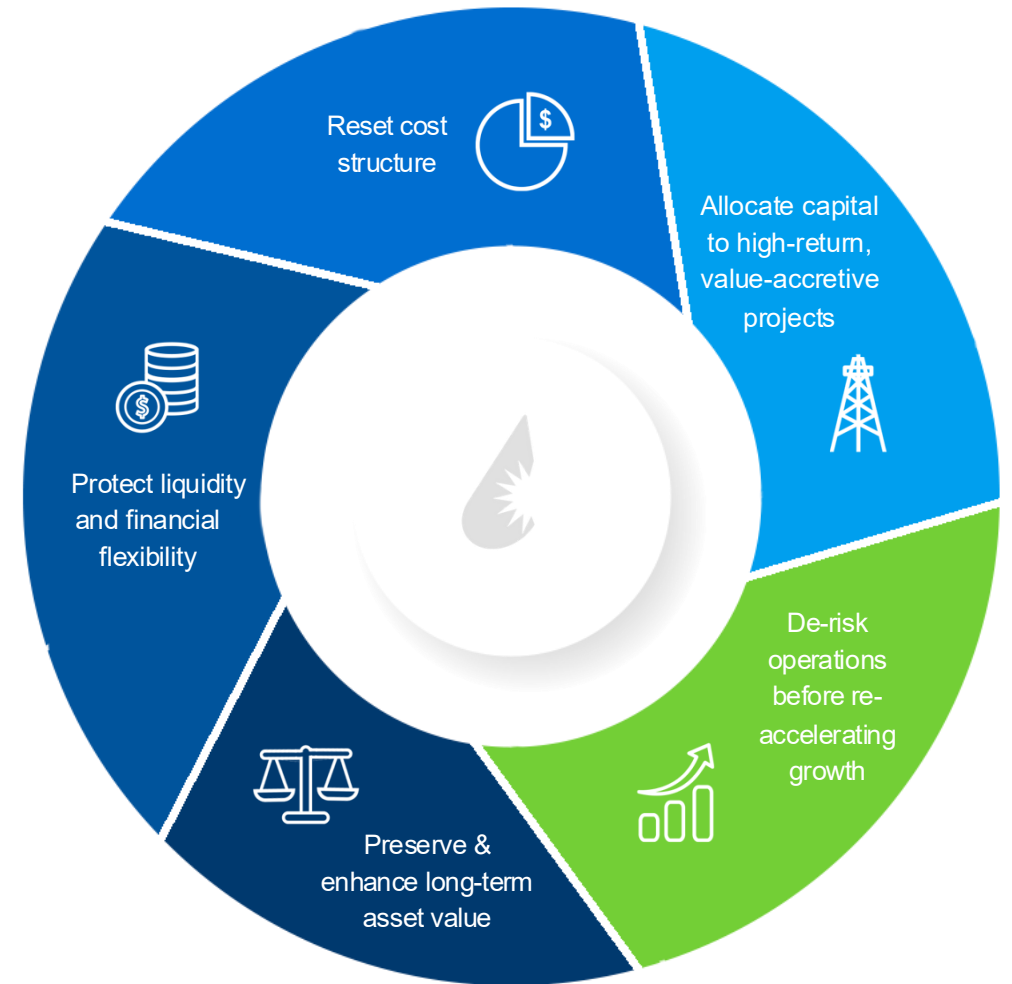 Reset cost
structure
$
Allocate capital
to high-return,
value-accretive
projects
De-risk
operations
before re-
accelerating
growth
Preserve &
enhance long-term
asset value
$
Protect liquidity
and financial
flexibility